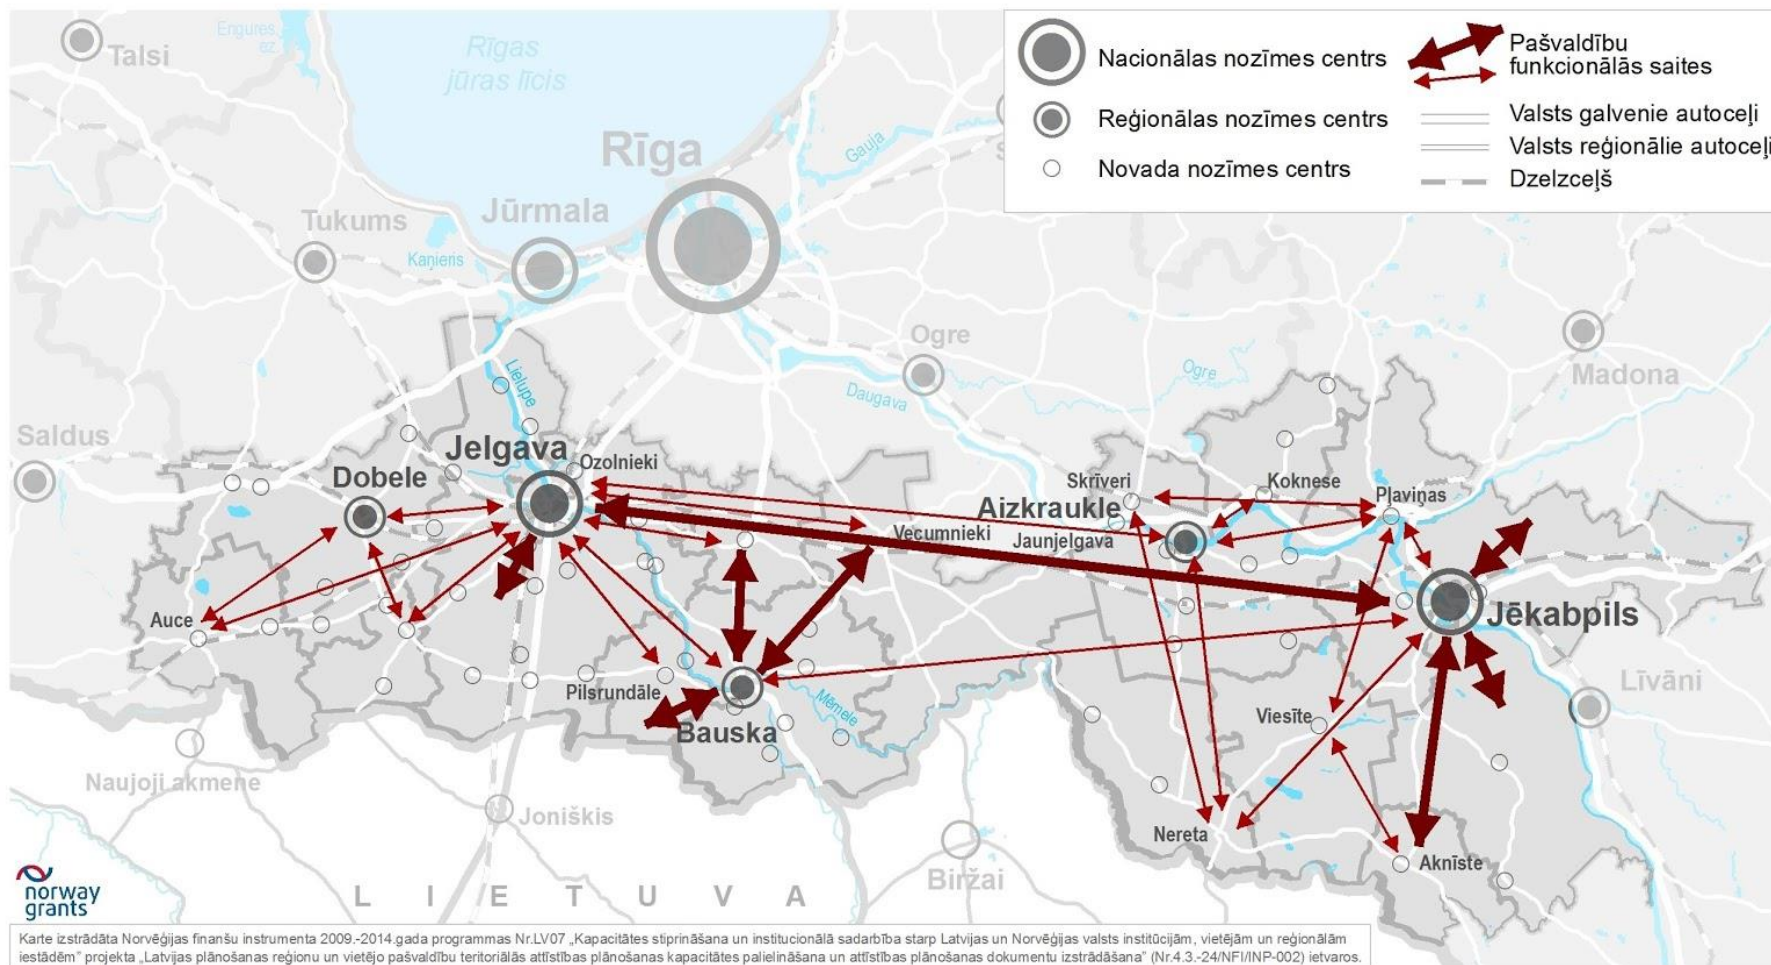 Talsi
Engures
ez.
Rīgas
jūras līcis
Nacionālas nozīmes centrs
Reģionālas nozīmes centrs
Novada nozīmes centrs
Pašvaldību
funkcionālās saites
Valsts galvenie autoceļi
Valsts reģionālie autoceļi
Dzelzceļš
Rīga
Gauja
Jūrmala
Tukums
Kaņieris
Ogre
Ogre
Madona
Daugava
Lielupe
Saldus
Jelgava
Ozolnieki
Dobele
Skrīveri
Koknese
Pļaviņas
Aizkraukle
Vecumnieki
Jaunjelgava
Jēkabpils
Auce
Līvāni
Pilsrundāle
Mēmele
Viesīte
Bauska
Naujoji akmene
Joniškis
Nereta
Aknīste
Biržai
LIETUVA
norway
grants
Karte izstrādāta Norvēģijas finanšu instrumenta 2009.-2014.gada programmas Nr.LV07 „Kapacitātes stiprināšana un institucionālā sadarbība starp Latvijas un Norvēģijas valsts institūcijām, vietējām un reģionālām
iestādēm” projekta „Latvijas plānošanas reģionu un vietējo pašvaldību teritoriālās attīstības plānošanas kapacitātes palielināšana un attīstības plānošanas dokumentu izstrādāšana” (Nr.4.3.-24/NFI/INP-002) ietvaros.